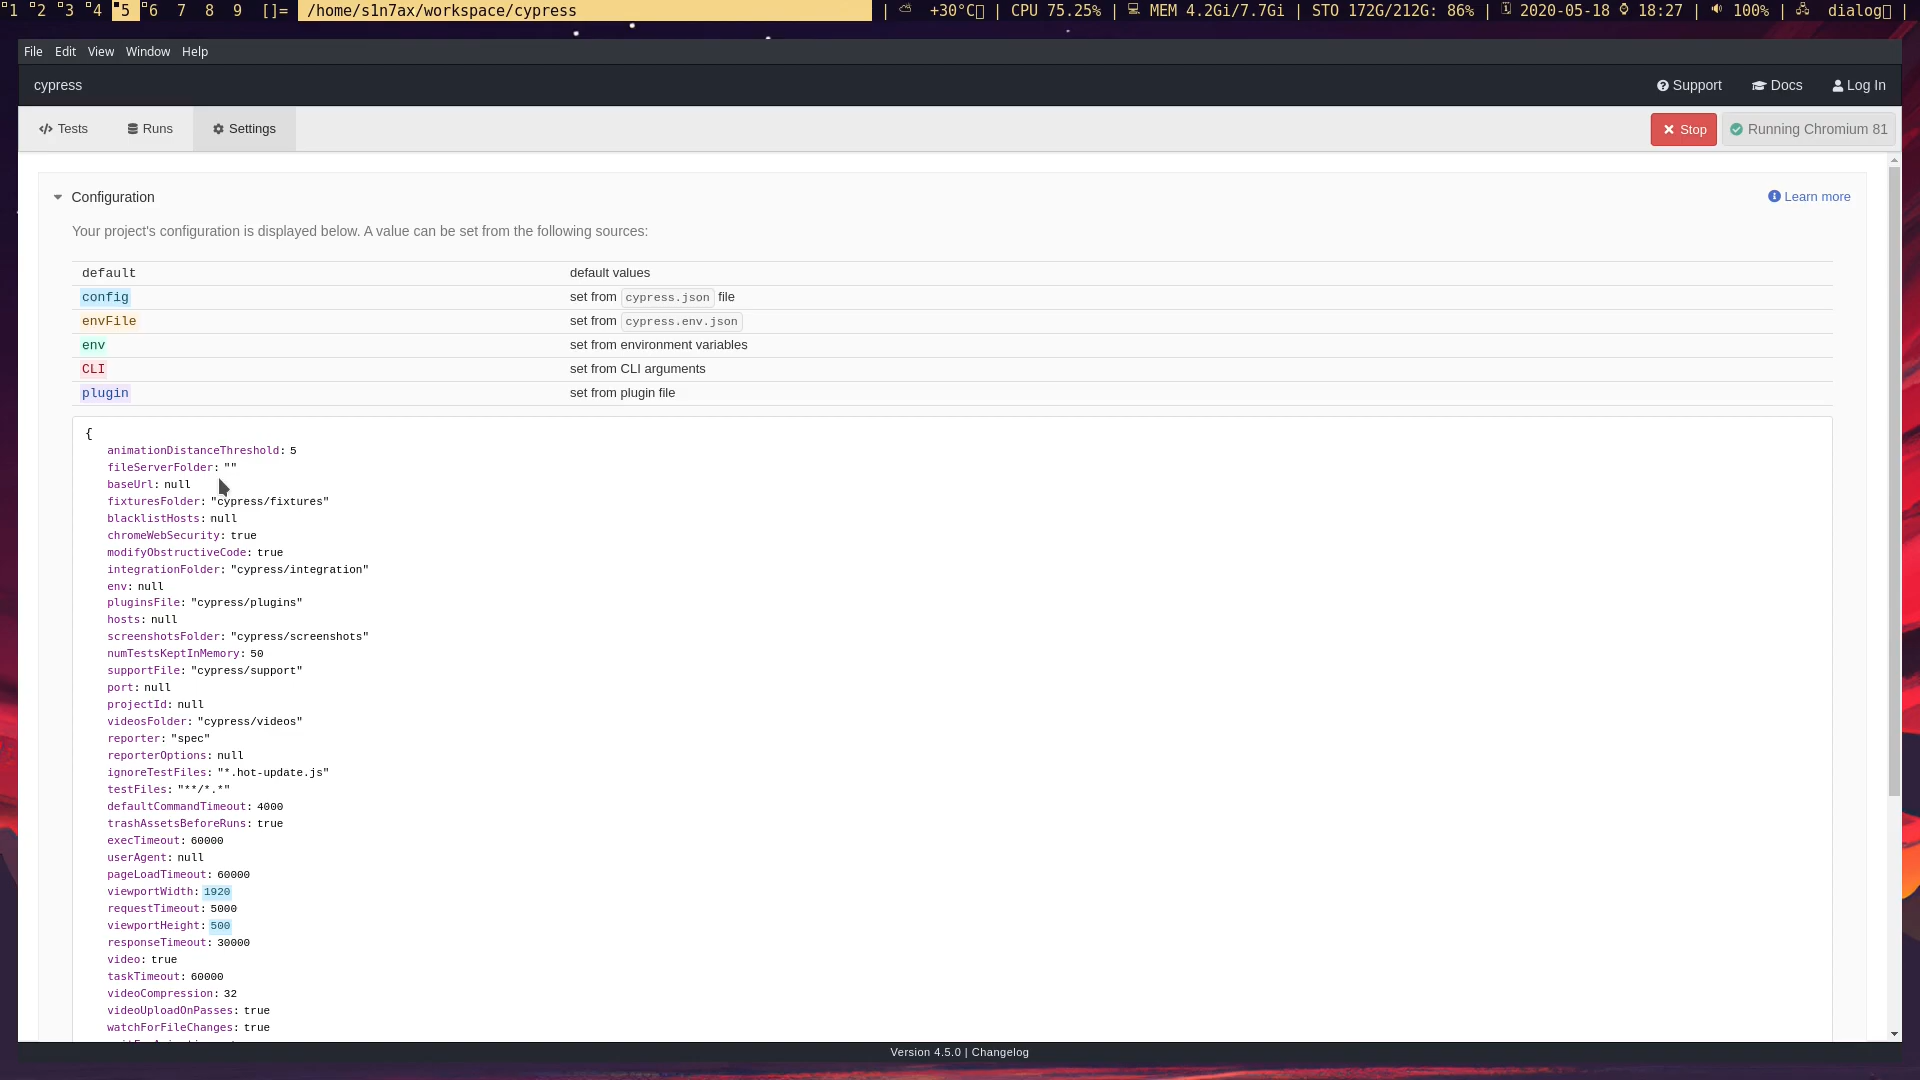 1 2 3 4 5 6 7 8 9 []= /home/s1n7ax/workspace/cypress | +30°C | CPU 75.25% | MEM 4.2Gi/7.7Gi | STO 172G/212G: 86% | 2020-05-18 18:27 | 100% | dialog |
File Edit View Window Help
cypress Support Docs Log In
Tests Runs Settings Stop Running Chromium 81
Configuration Learn more
Your project's configuration is displayed below. A value can be set from the following sources:
default default values
config set from cypress.json file
envFile set from cypress.env.json
env set from environment variables
CLI set from CLI arguments
plugin set from plugin file
{
animationDistanceThreshold: 5
fileServerFolder: ""
baseUrl: null
fixturesFolder: "cypress/fixtures"
blacklistHosts: null
chromeWebSecurity: true
modifyObstructiveCode: true
integrationFolder: "cypress/integration"
env: null
pluginsFile: "cypress/plugins"
hosts: null
screenshotsFolder: "cypress/screenshots"
numTestsKeptInMemory: 50
supportFile: "cypress/support"
port: null
projectId: null
videosFolder: "cypress/videos"
reporter: "spec"
reporterOptions: null
ignoreTestFiles: "*.hot-update.js"
testFiles: "**/*.*"
defaultCommandTimeout: 4000
trashAssetsBeforeRuns: true
execTimeout: 60000
userAgent: null
pageLoadTimeout: 60000
viewportWidth: 1920
requestTimeout: 5000
viewportHeight: 500
responseTimeout: 30000
video: true
taskTimeout: 60000
videoCompression: 32
videoUploadOnPasses: true
watchForFileChanges: true
Version 4.5.0 | Changelog